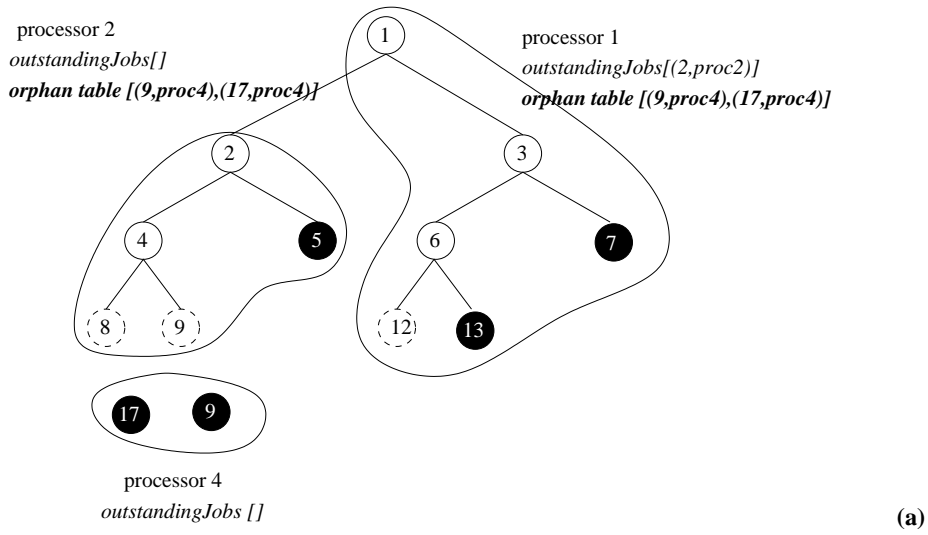 processor 2
outstandingJobs[]
orphan table [(9,proc4),(17,proc4)]
processor 1
outstandingJobs[(2,proc2)]
orphan table [(9,proc4),(17,proc4)]
1
2
3
4
5
6
7
8
9
12
13
17
9
processor 4
outstandingJobs []
(a)